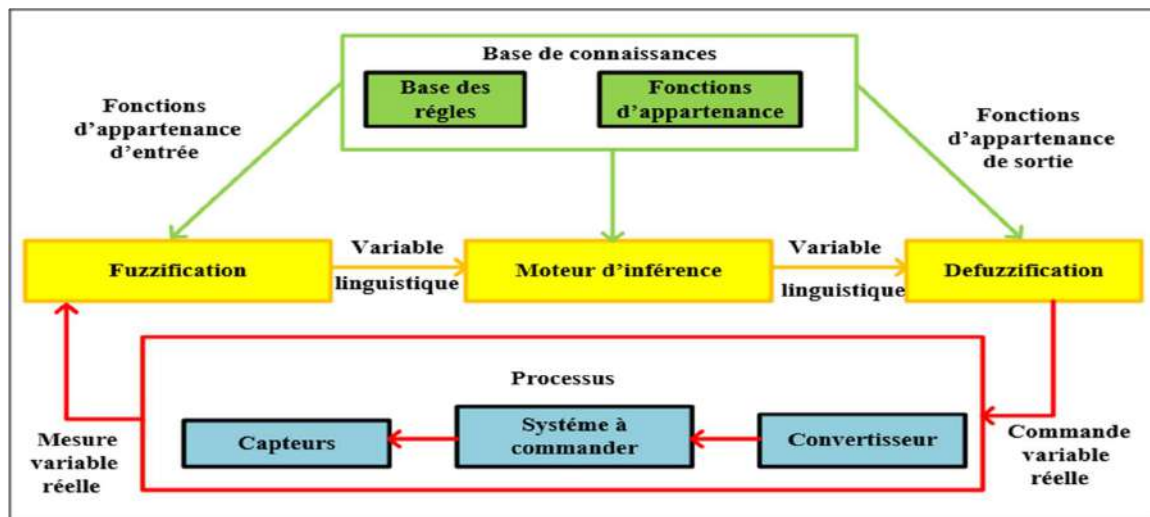 Base de connaissances
Base des
régles
Fonctions
d'appartenance
Fonctions
d'appartenance
d'entrée
Fonctions
d'appartenance
de sortie
Fuzzification
Variable
linguistique
Moteur d'inférence
Variable
linguistique
Defuzzification
Processus
Capteurs
Systéme à
commander
Convertisseur
Mesure
variable
réelle
Commande
variable
réelle